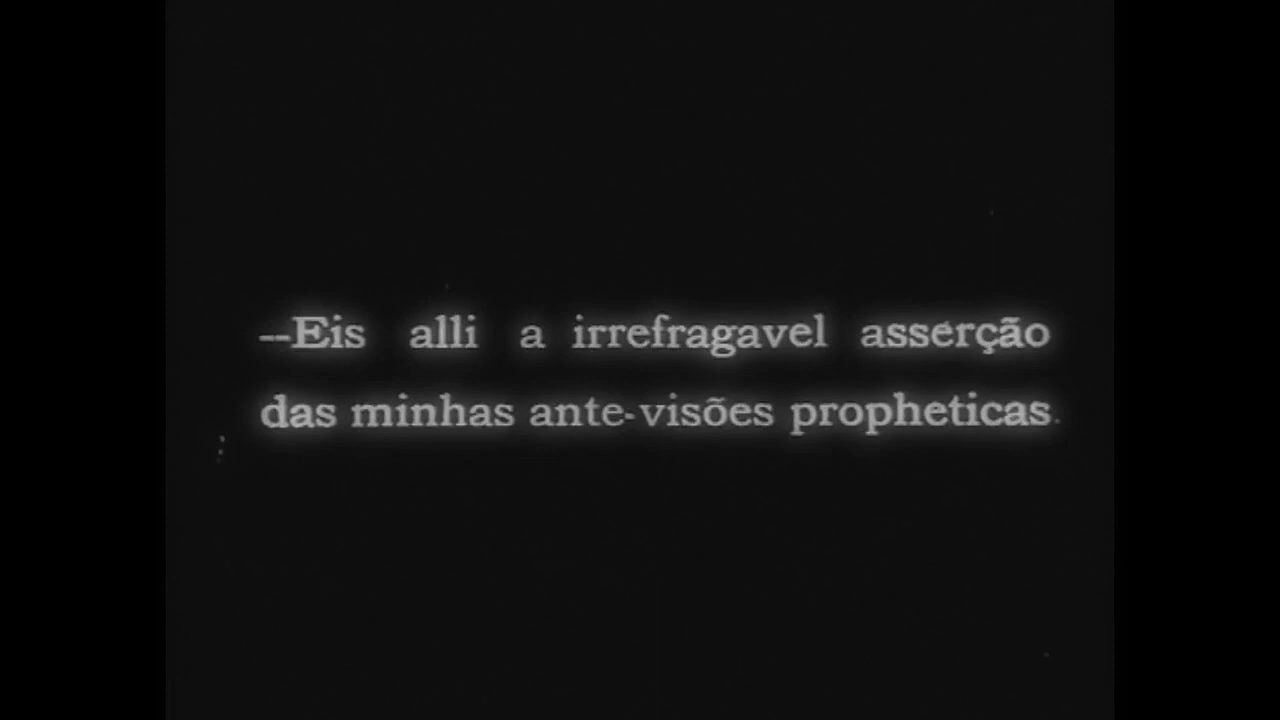 --Eis alli a irrefragavel asserção
das minhas ante-visões propheticas.